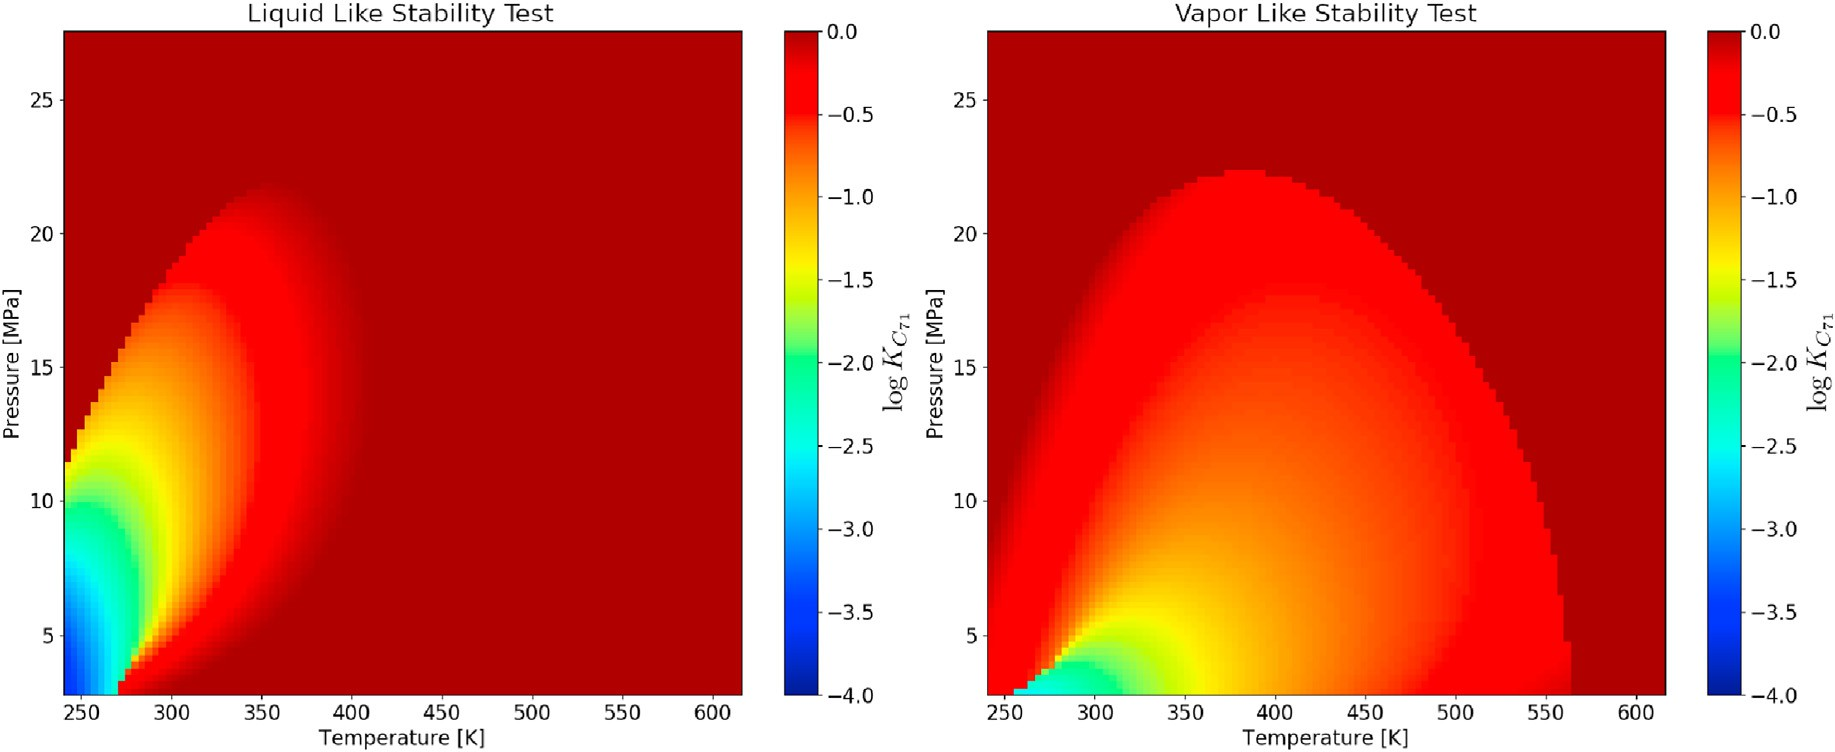 Liquid Like Stability Test
25
20
15
10
5
Pressure [MPa]
250 300 350 400 450 500 550 600
Temperature [K]
0.0
−0.5
−1.0
−1.5
−2.0
−2.5
−3.0
−3.5
−4.0
log K_{C_{71}}
Vapor Like Stability Test
25
20
15
10
5
Pressure [MPa]
250 300 350 400 450 500 550 600
Temperature [K]
0.0
−0.5
−1.0
−1.5
−2.0
−2.5
−3.0
−3.5
−4.0
log K_{C_{71}}